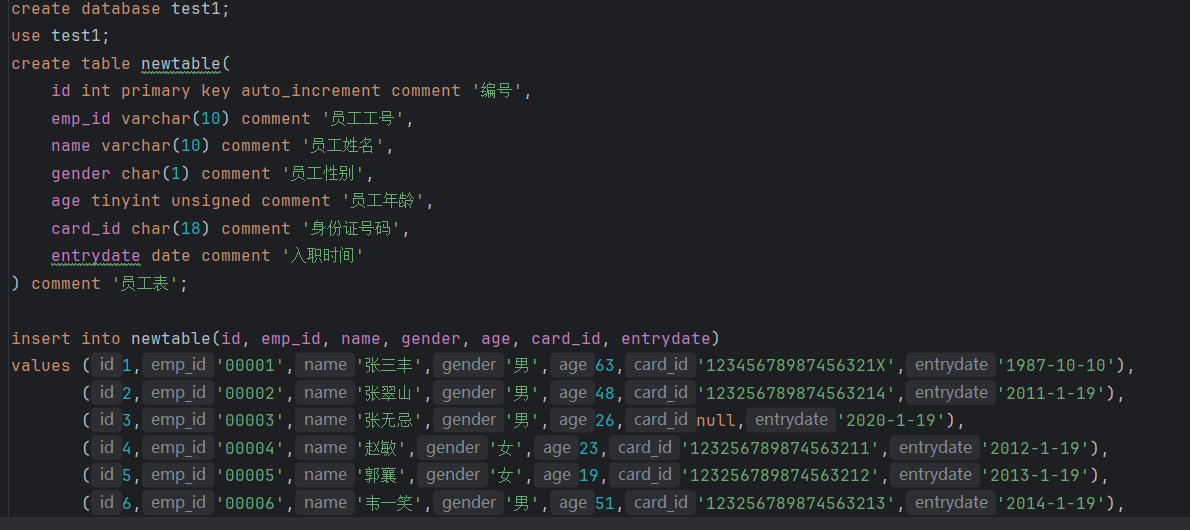 create database test1;
use test1;
create table newtable(
    id int primary key auto_increment comment '编号',
    emp_id varchar(10) comment '员工工号',
    name varchar(10) comment '员工姓名',
    gender char(1) comment '员工性别',
    age tinyint unsigned comment '员工年龄',
    card_id char(18) comment '身份证号码',
    entrydate date comment '入职时间'
) comment '员工表';
insert into newtable(id, emp_id, name, gender, age, card_id, entrydate)
values ( id 1, emp_id '00001', name '张三丰', gender '男', age 63, card_id '12345678987456321X', entrydate '1987-10-10'),
       ( id 2, emp_id '00002', name '张翠山', gender '男', age 48, card_id '123256789874563214', entrydate '2011-1-19'),
       ( id 3, emp_id '00003', name '张无忌', gender '男', age 26, card_id null, entrydate '2020-1-19'),
       ( id 4, emp_id '00004', name '赵敏', gender '女', age 23, card_id '123256789874563211', entrydate '2012-1-19'),
       ( id 5, emp_id '00005', name '郭襄', gender '女', age 19, card_id '123256789874563212', entrydate '2013-1-19'),
       ( id 6, emp_id '00006', name '韦一笑', gender '男', age 51, card_id '123256789874563213', entrydate '2014-1-19'),